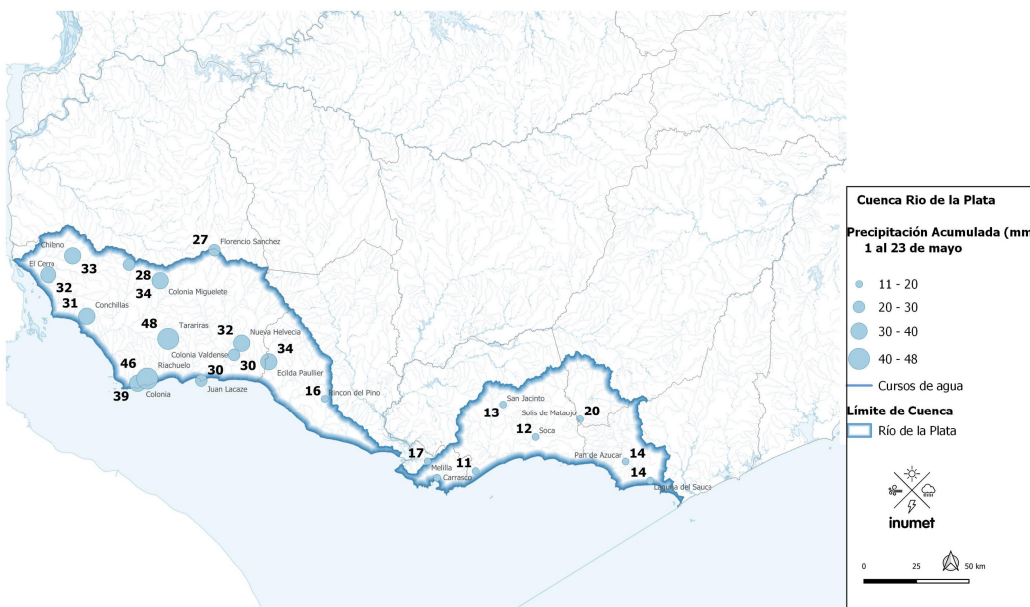 27
Florencio Sanchez
Chileno
El Cerro
33
28
32
34
Colonia Miguelete
31
Conchillas
48
Tarariras
32
Nueva Helvecia
Colonia Valdense
34
46
Riachuelo
30
30
Ecilda Paullier
39
Colonia
Juan Lacaze
16
Rincon del Pino
13
San Jacinto
Solis de Mataojo
20
12
Soca
17
Melilla
11
Carrasco
Pan de Azucar
14
14
Laguna del Sauce
Cuenca Rio de la Plata
Precipitación Acumulada (mm
1 al 23 de mayo
11 - 20
20 - 30
30 - 40
40 - 48
Cursos de agua
Límite de Cuenca
Río de la Plata
inumet
0 25 50 km